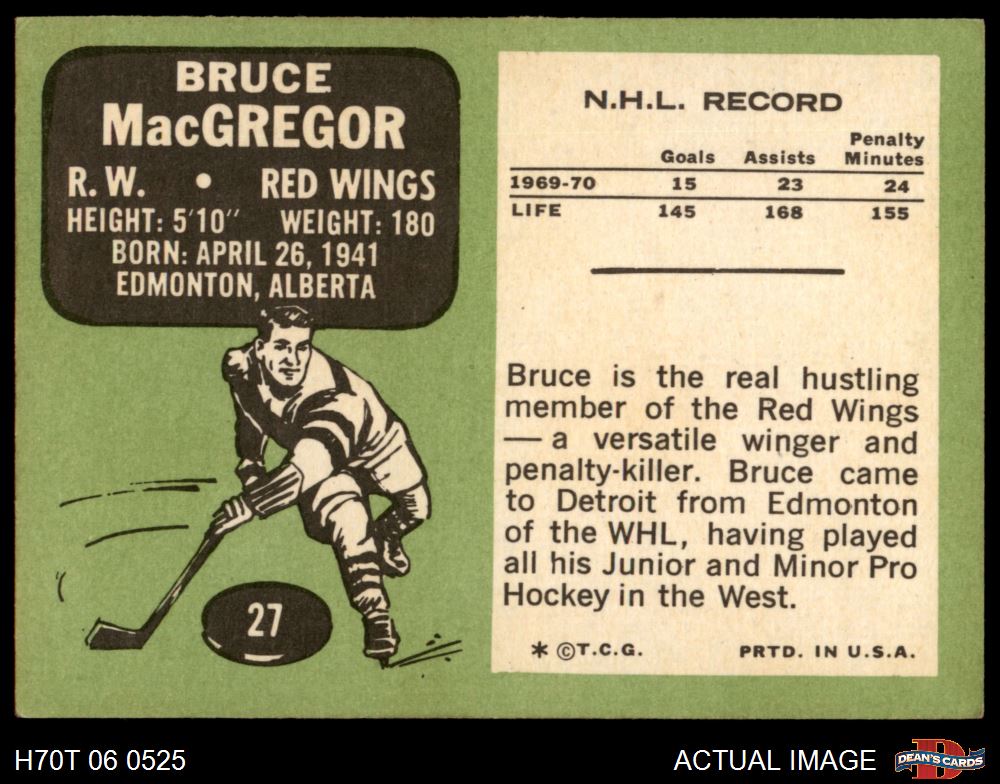 BRUCE
MacGREGOR
R. W. • RED WINGS
HEIGHT: 5'10" WEIGHT: 180
BORN: APRIL 26, 1941
EDMONTON, ALBERTA
27
N.H.L. RECORD
Goals Assists Penalty Minutes
1969-70 15 23 24
LIFE 145 168 155
Bruce is the real hustling
member of the Red Wings
— a versatile winger and
penalty-killer. Bruce came
to Detroit from Edmonton
of the WHL, having played
all his Junior and Minor Pro
Hockey in the West.
* ©T.C.G. PRTD. IN U.S.A.
H70T 06 0525
ACTUAL IMAGE
D
DEAN'S CARDS